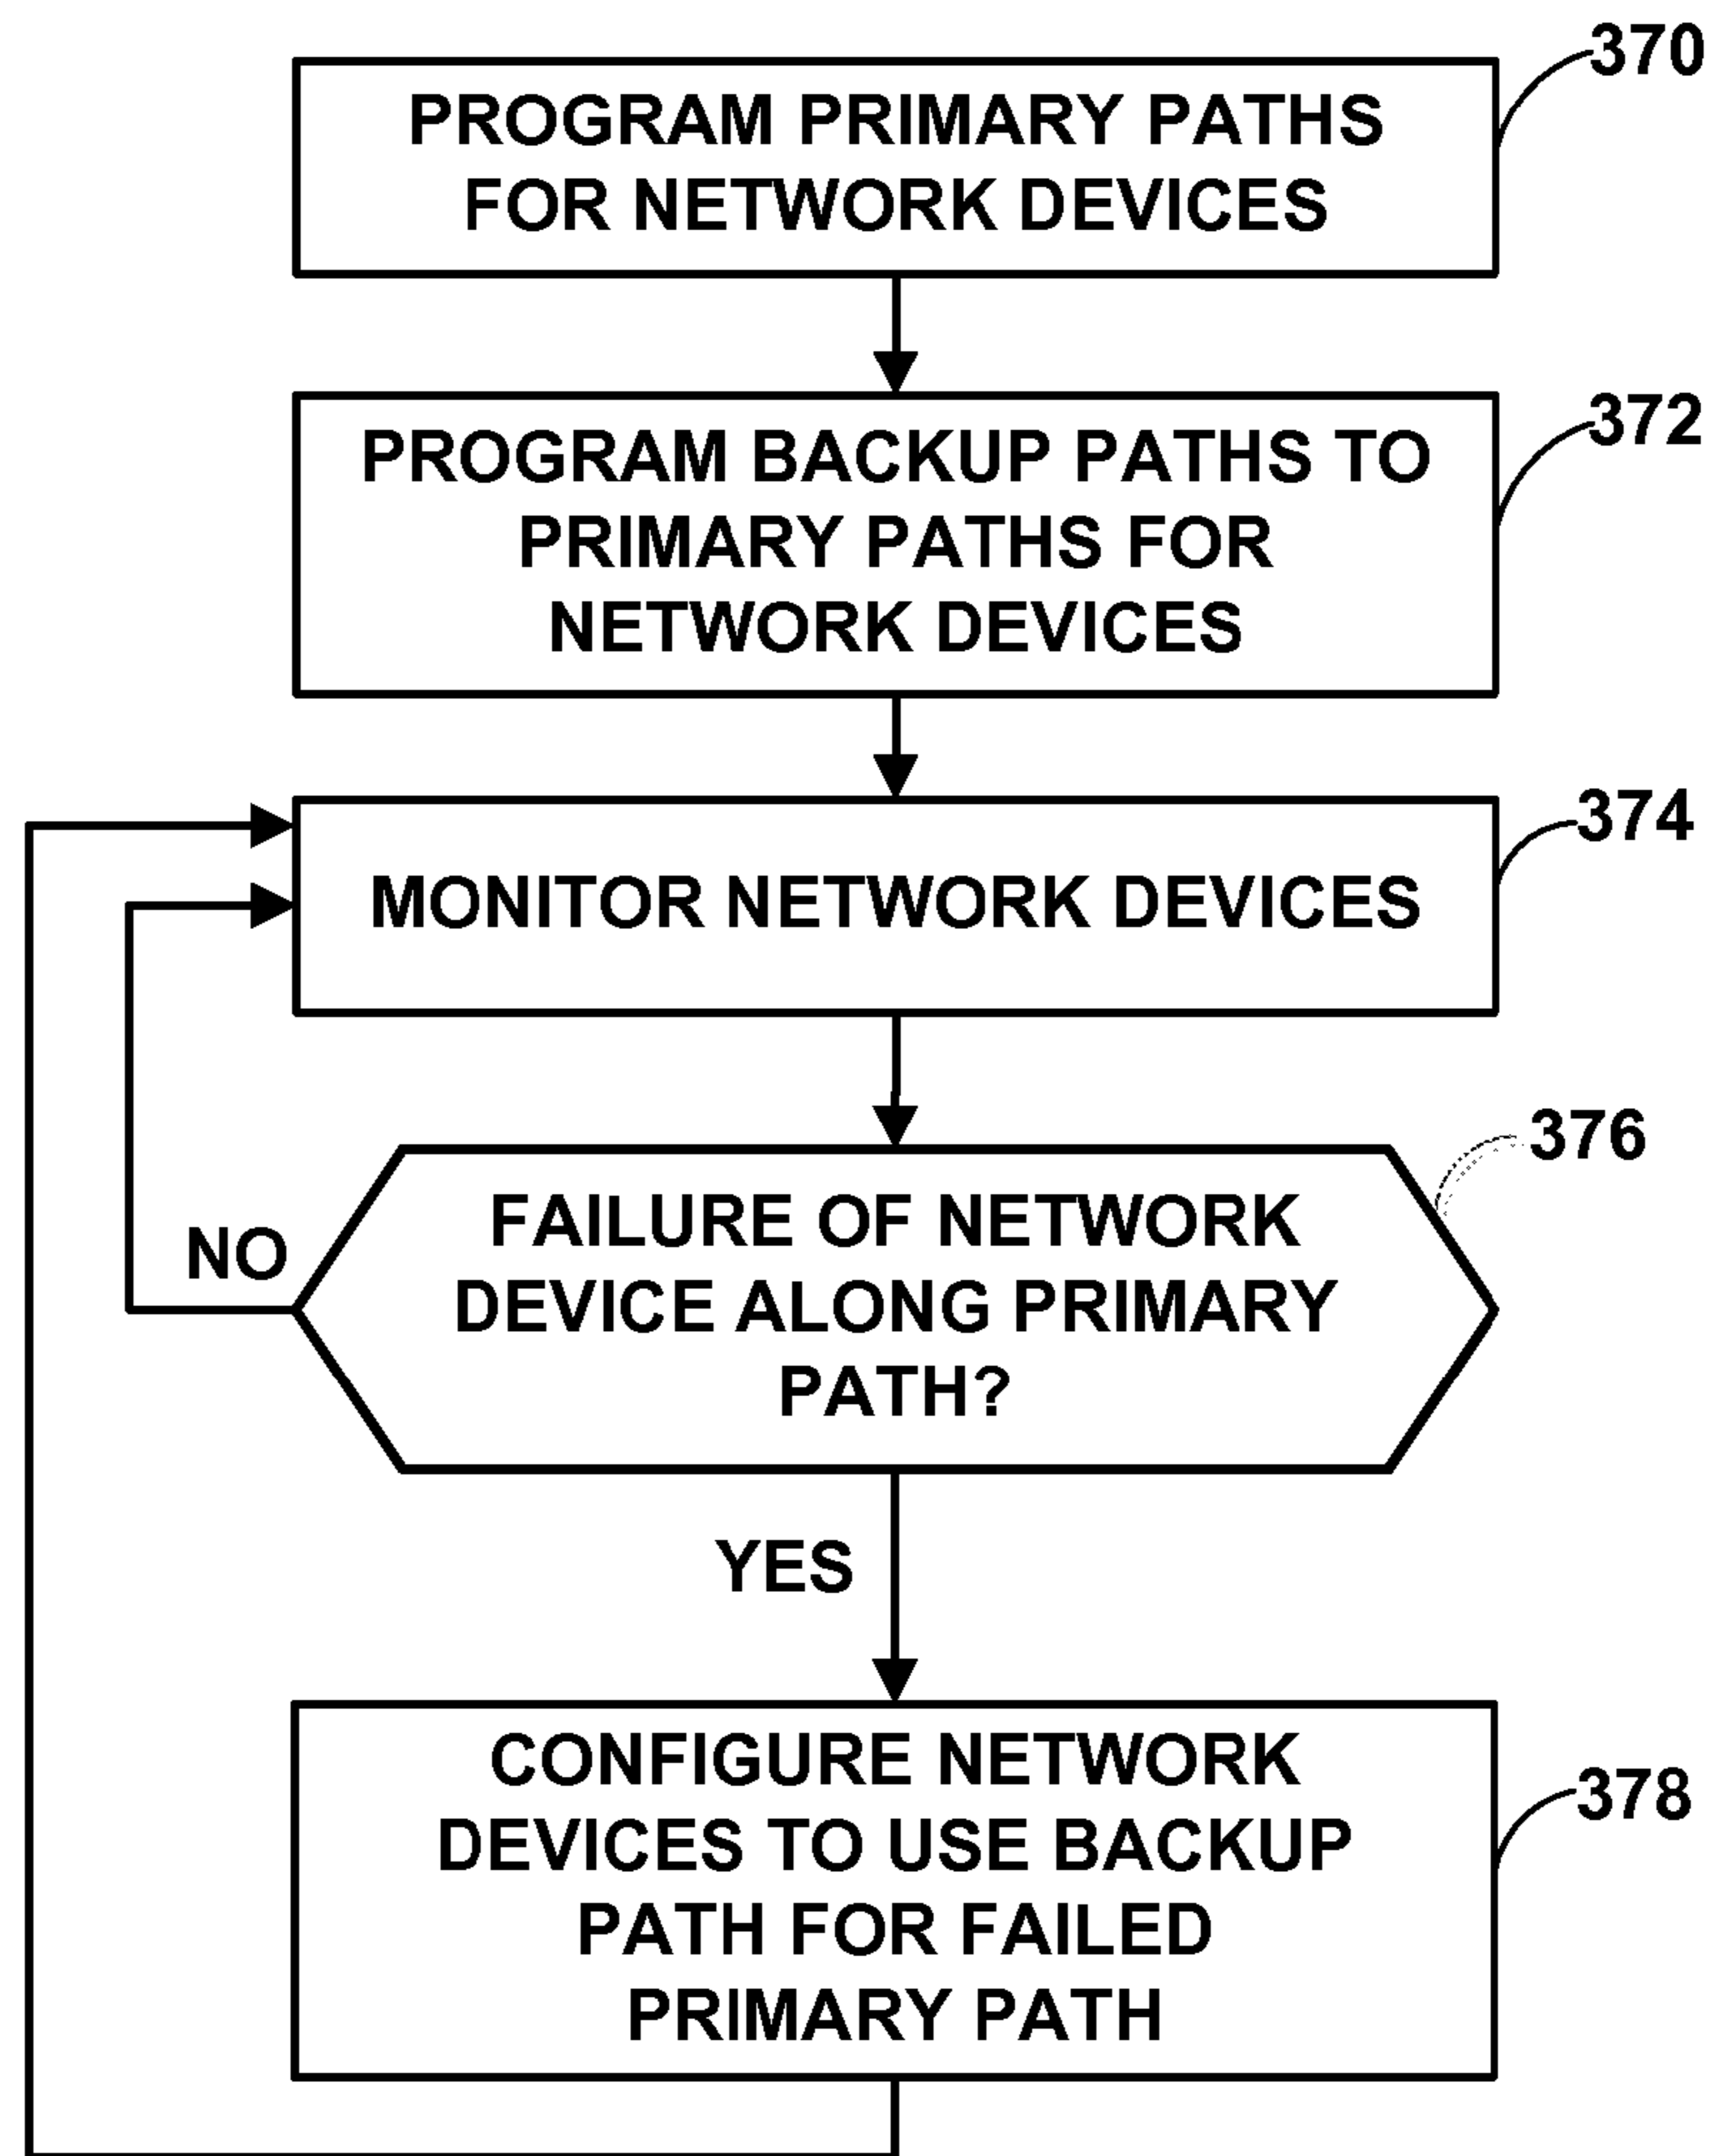 370
PROGRAM PRIMARY PATHS
FOR NETWORK DEVICES
372
PROGRAM BACKUP PATHS TO
PRIMARY PATHS FOR
NETWORK DEVICES
374
MONITOR NETWORK DEVICES
376
FAILURE OF NETWORK
DEVICE ALONG PRIMARY
PATH?
NO
YES
CONFIGURE NETWORK
DEVICES TO USE BACKUP
PATH FOR FAILED
PRIMARY PATH
378